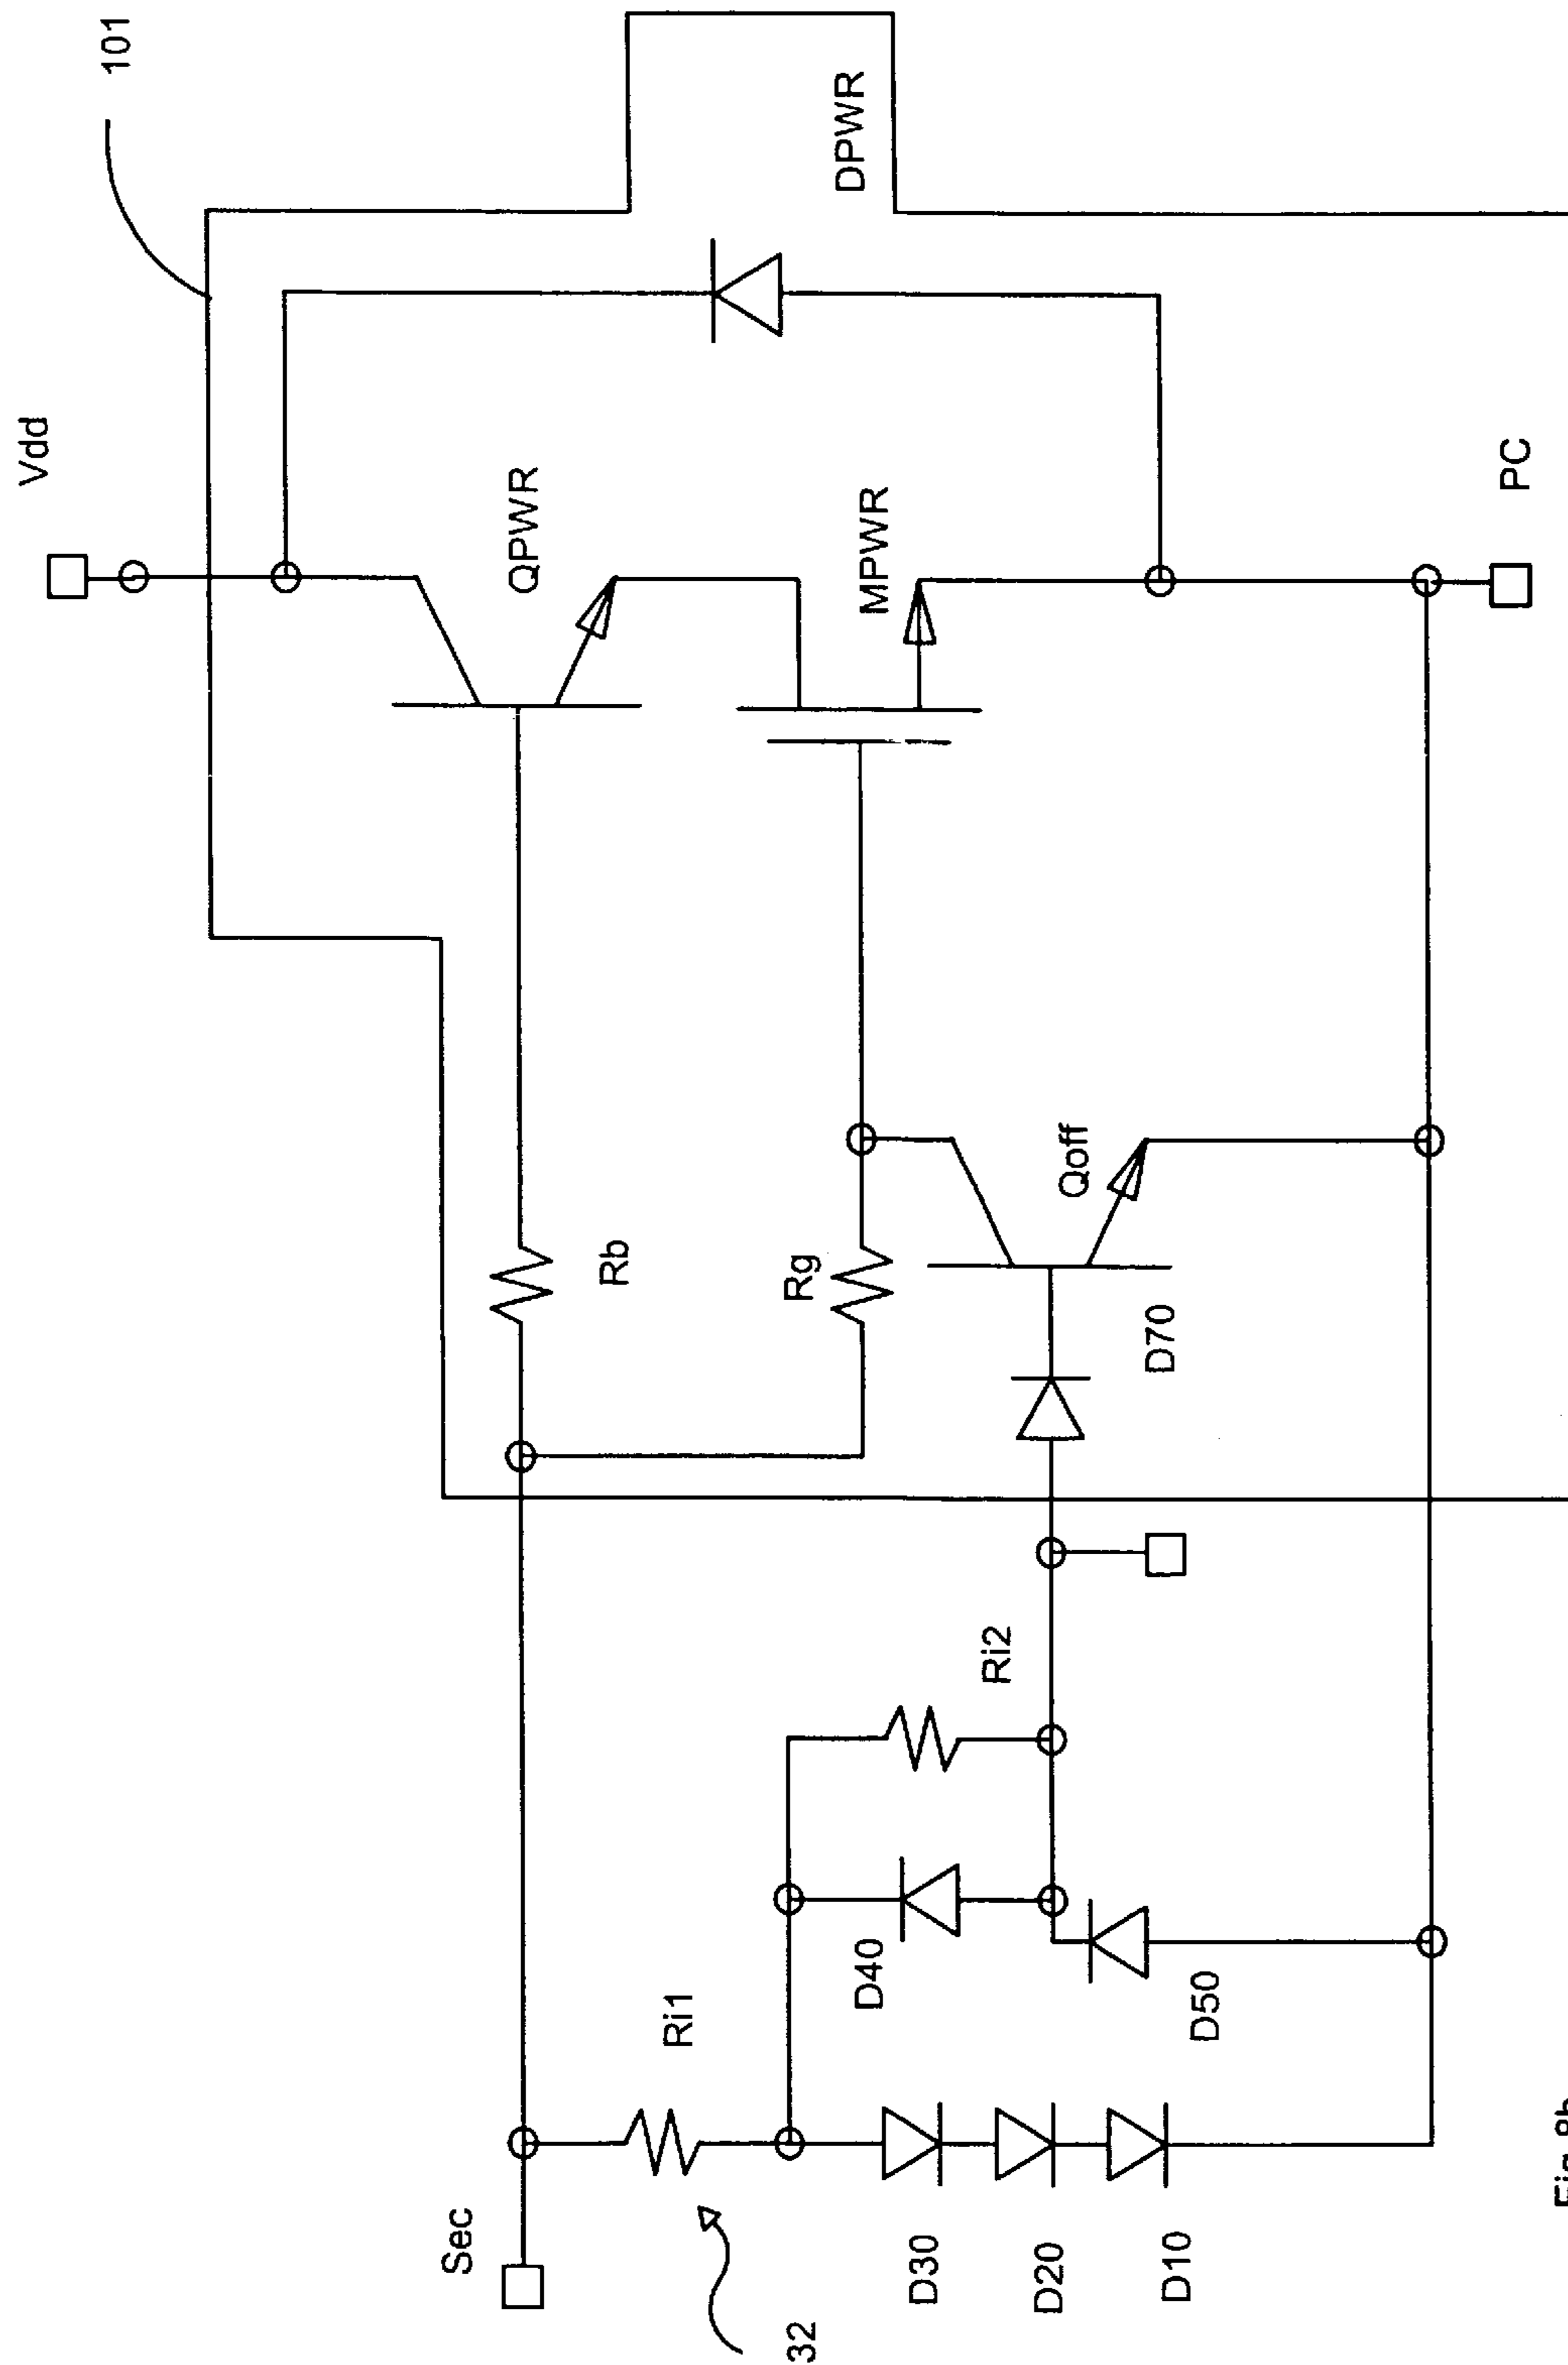 101
Vdd
DPWR
QPWR
MPWR
PC
Rb
Rg
Qoff
D70
Ri2
Ri1
D40
D50
Sec
D30
D20
D10
32